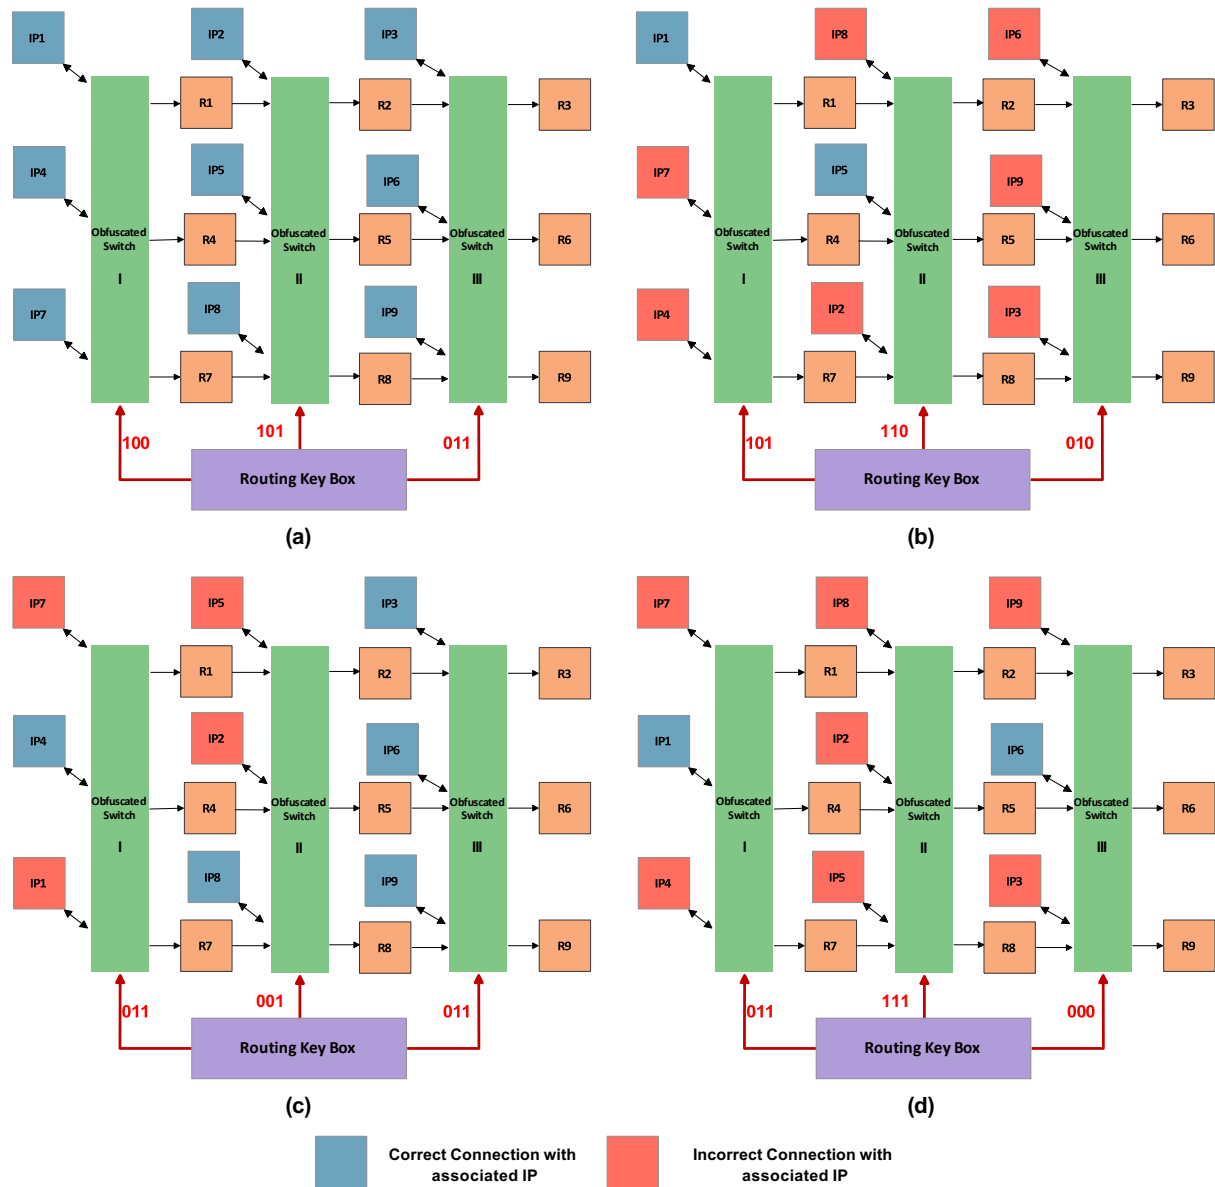 IP1
IP2
IP3
R1
R2
R3
IP4
IP5
IP6
Obfuscated
Switch
I
Obfuscated
Switch
II
Obfuscated
Switch
III
R4
R5
R6
IP7
IP8
IP9
R7
R8
R9
100
101
011
Routing Key Box
(a)
IP1
IP8
IP6
R1
R2
R3
IP7
IP5
IP9
Obfuscated
Switch
I
Obfuscated
Switch
II
Obfuscated
Switch
III
R4
R5
R6
IP4
IP2
IP3
R7
R8
R9
101
110
010
Routing Key Box
(b)
IP7
IP5
IP3
R1
R2
R3
IP4
IP2
IP6
Obfuscated
Switch
I
Obfuscated
Switch
II
Obfuscated
Switch
III
R4
R5
R6
IP1
IP8
IP9
R7
R8
R9
011
001
011
Routing Key Box
(c)
IP7
IP8
IP9
R1
R2
R3
IP1
IP2
IP6
Obfuscated
Switch
I
Obfuscated
Switch
II
Obfuscated
Switch
III
R4
R5
R6
IP4
IP5
IP3
R7
R8
R9
011
111
000
Routing Key Box
(d)
Correct Connection with
associated IP
Incorrect Connection with
associated IP